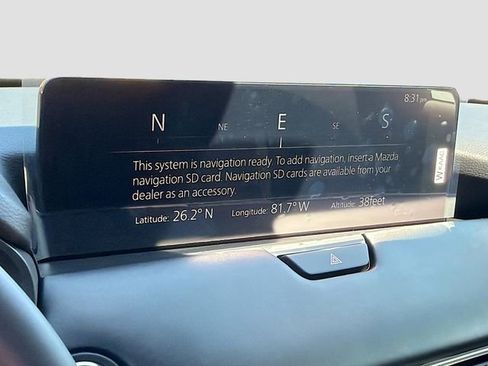 8:31 pm
N NE E SE S
This system is navigation ready. To add navigation, insert a Mazda
navigation SD card. Navigation SD cards are available from your
dealer as an accessory.
Latitude: 26.2° N Longitude: 81.7° W Altitude: 38feet